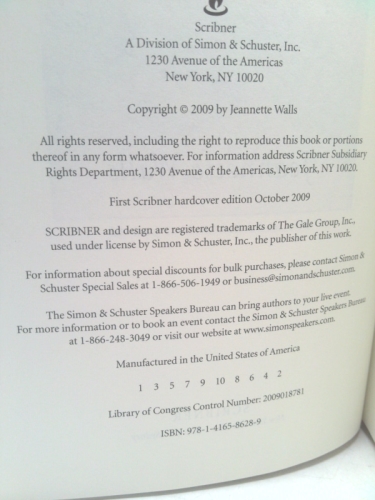 Scribner
A Division of Simon & Schuster, Inc.
1230 Avenue of the Americas
New York, NY 10020
Copyright © 2009 by Jeannette Walls
All rights reserved, including the right to reproduce this book or portions
thereof in any form whatsoever. For information address Scribner Subsidiary
Rights Department, 1230 Avenue of the Americas, New York, NY 10020.
First Scribner hardcover edition October 2009
SCRIBNER and design are registered trademarks of The Gale Group, Inc.,
used under license by Simon & Schuster, Inc., the publisher of this work.
For information about special discounts for bulk purchases, please contact Simon &
Schuster Special Sales at 1-866-506-1949 or business@simonandschuster.com.
The Simon & Schuster Speakers Bureau can bring authors to your live event.
For more information or to book an event contact the Simon & Schuster Speakers Bureau
at 1-866-248-3049 or visit our website at www.simonspeakers.com.
Manufactured in the United States of America
1 3 5 7 9 10 8 6 4 2
Library of Congress Control Number: 2009018781
ISBN: 978-1-4165-8628-9